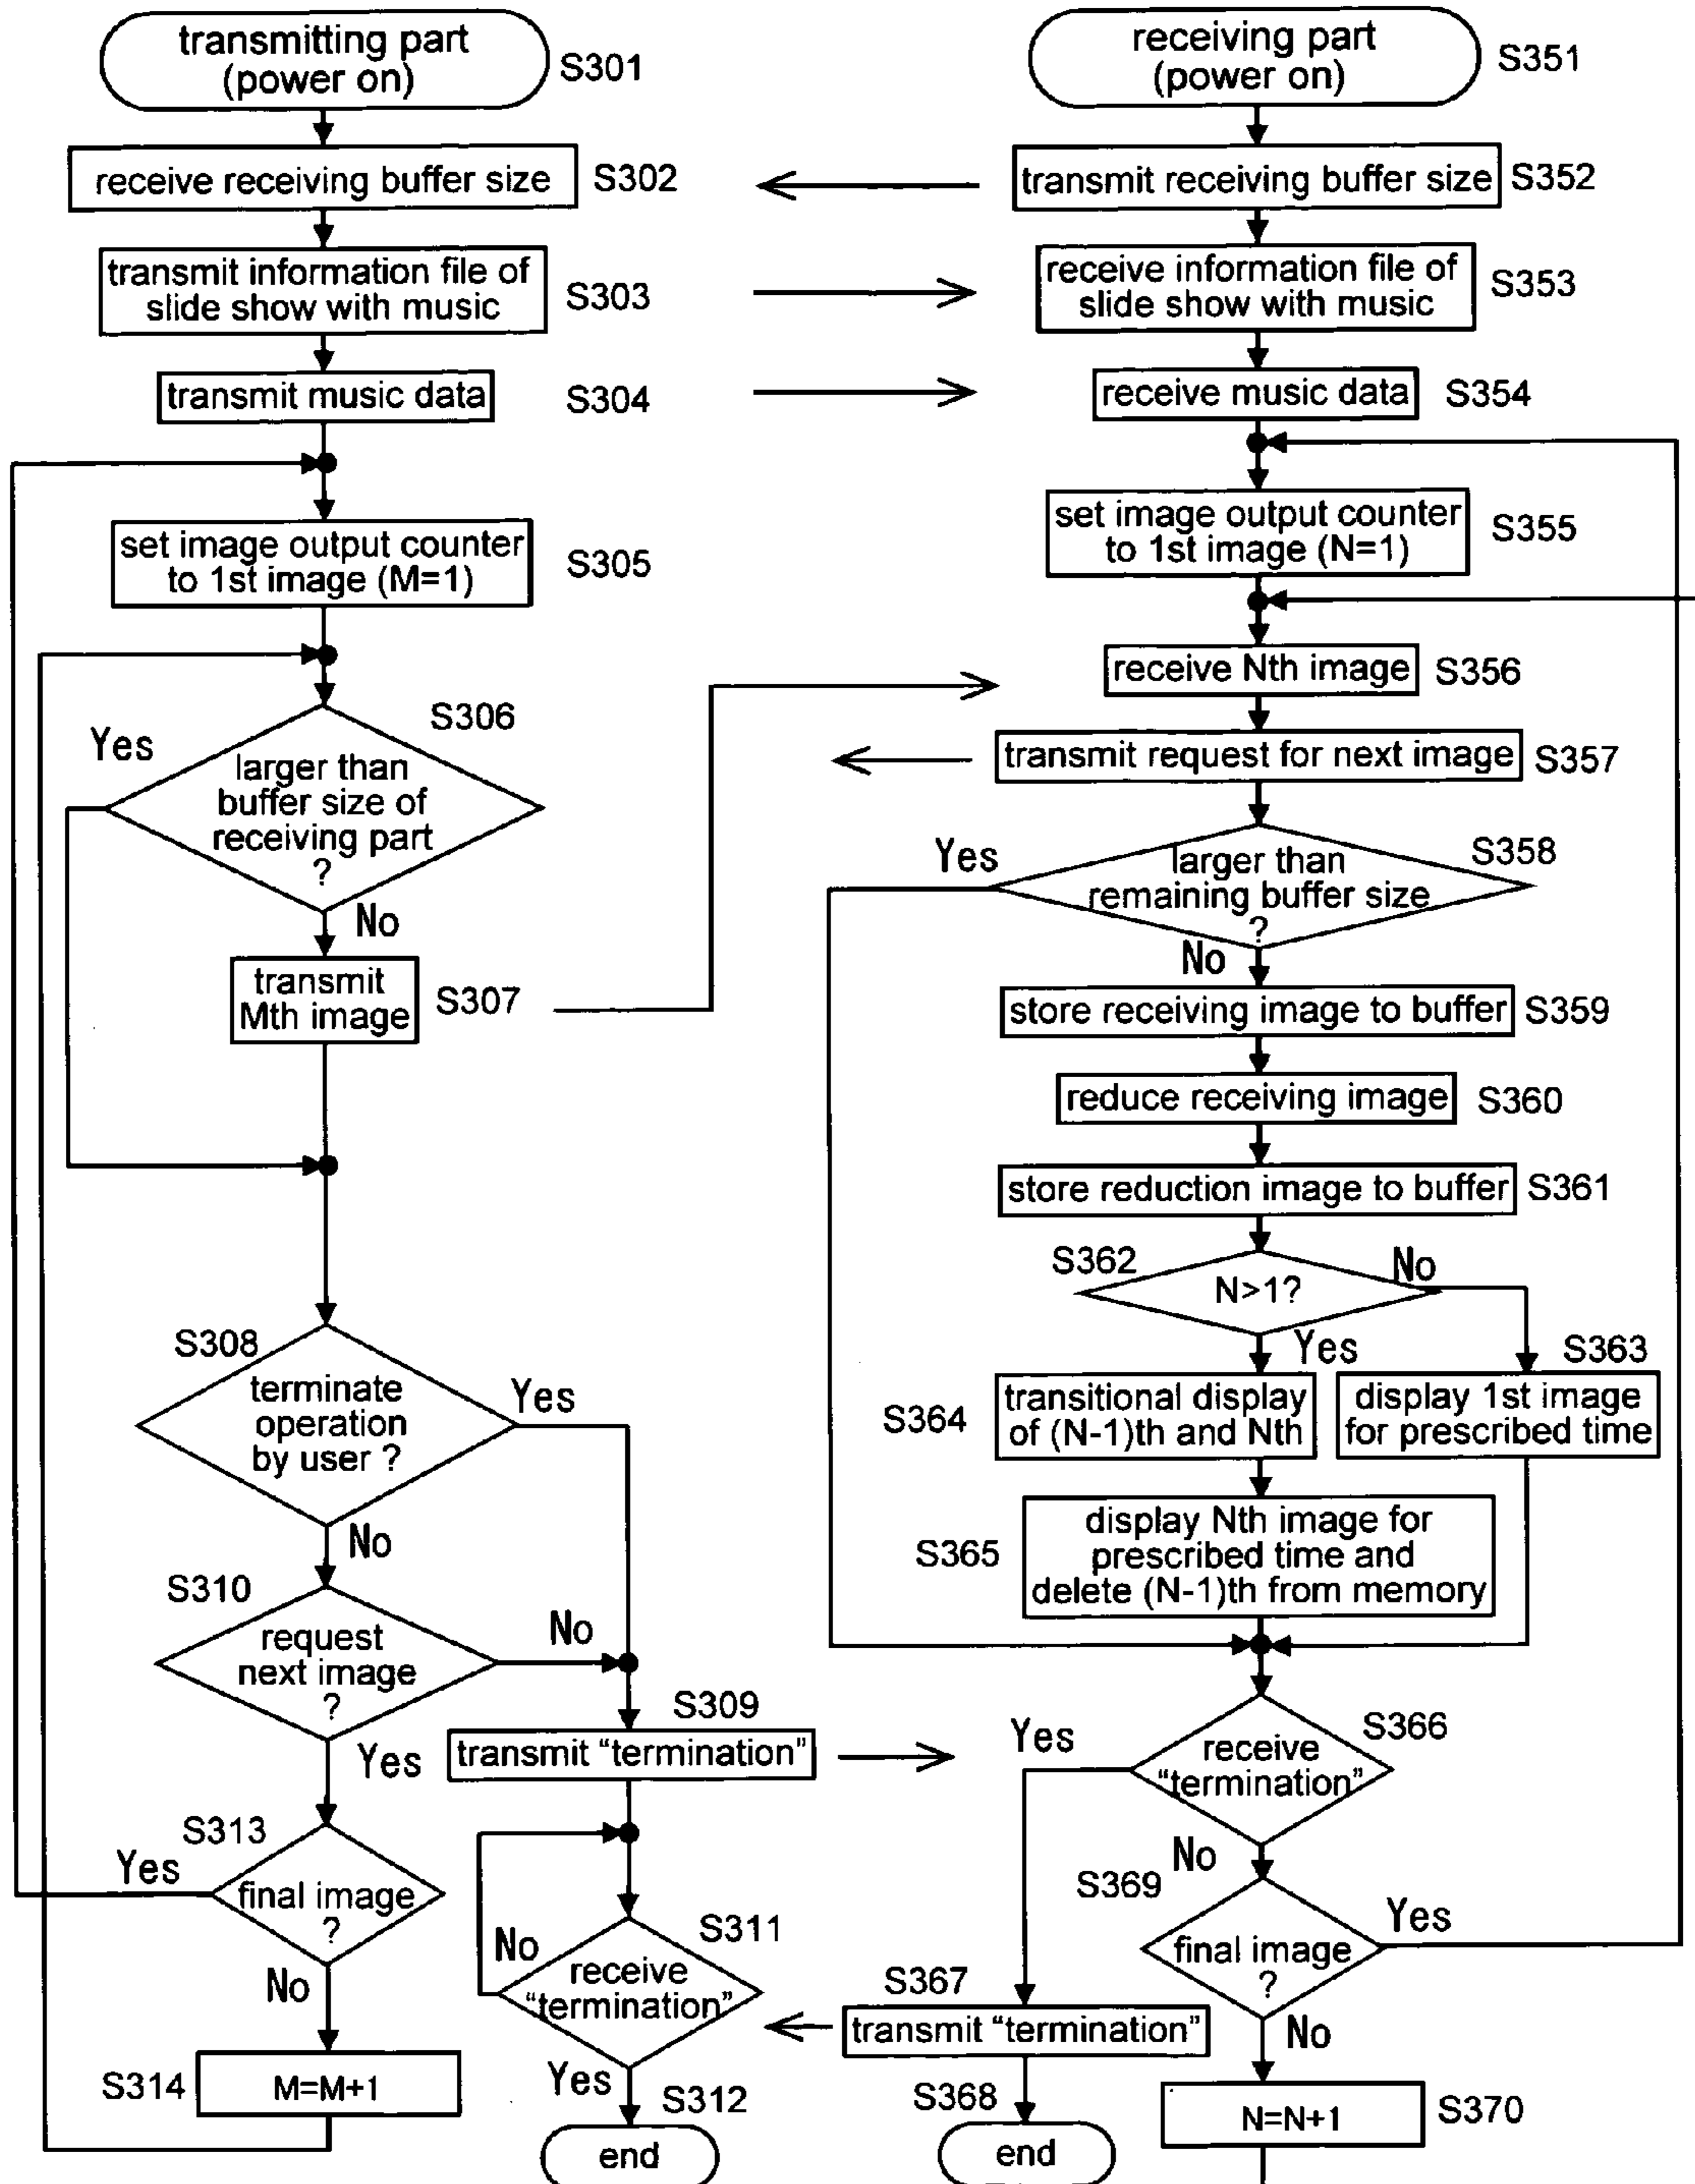 transmitting part
(power on)
S301
receive receiving buffer size
S302
transmit information file of
slide show with music
S303
transmit music data
S304
set image output counter
to 1st image (M=1)
S305
S306
Yes
larger than
buffer size of
receiving part
?
No
transmit
Mth image
S307
S308
terminate
operation
by user ?
Yes
No
S310
request
next image
?
No
Yes
S309
transmit “termination”
S313
Yes
final image
?
No
S311
No
receive
“termination”
Yes
S312
end
S314
M=M+1
receiving part
(power on)
S351
transmit receiving buffer size
S352
receive information file of
slide show with music
S353
receive music data
S354
set image output counter
to 1st image (N=1)
S355
receive Nth image
S356
transmit request for next image
S357
Yes
larger than
remaining buffer size
?
S358
No
store receiving image to buffer
S359
reduce receiving image
S360
store reduction image to buffer
S361
S362
N>1?
No
Yes
S363
display 1st image
for prescribed time
S364
transitional display
of (N-1)th and Nth
S365
display Nth image for
prescribed time and
delete (N-1)th from memory
Yes
receive
“termination”
S366
No
S369
final image
?
Yes
No
S367
transmit “termination”
S368
end
N=N+1
S370